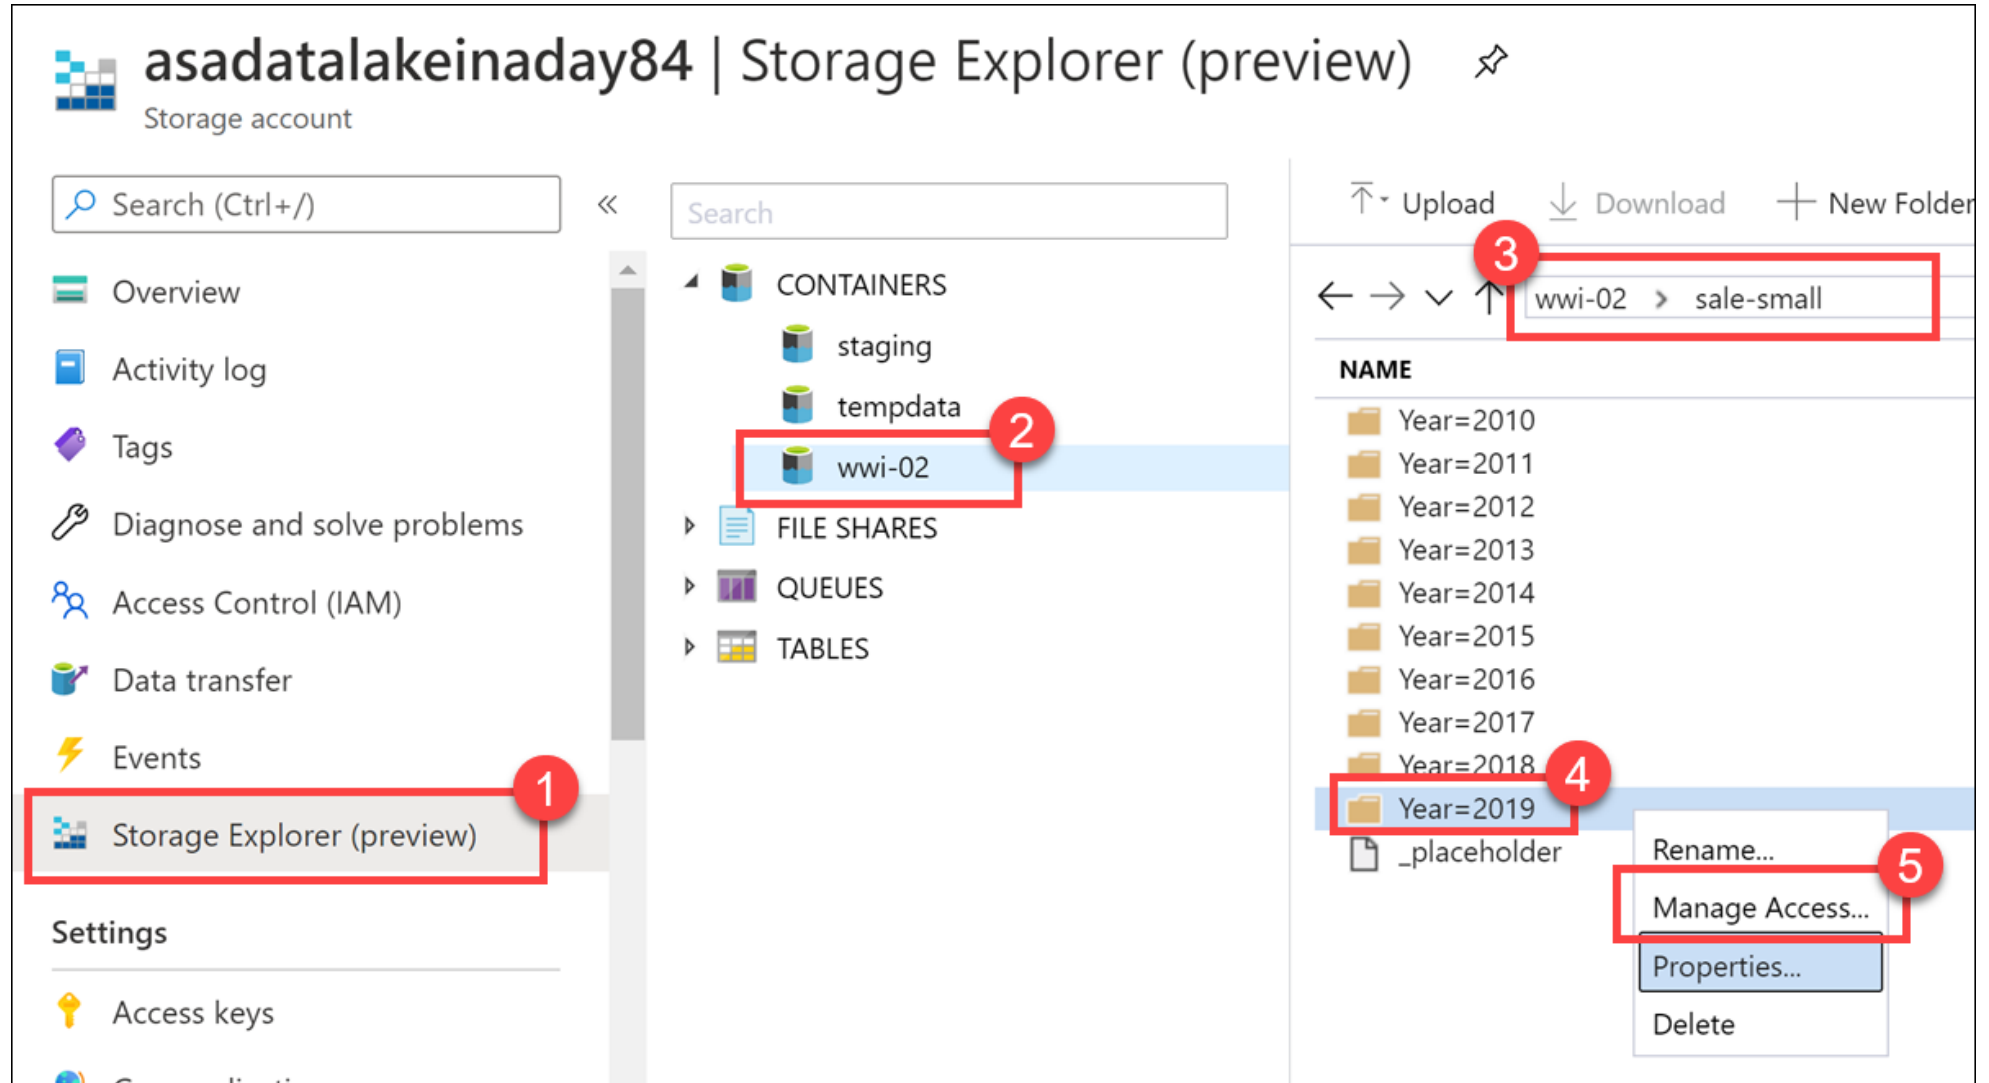 asadatalakeinaday84 | Storage Explorer (preview)
Storage account
Search (Ctrl+/)
«
Overview
Activity log
Tags
Diagnose and solve problems
Access Control (IAM)
Data transfer
Events
1
Storage Explorer (preview)
Settings
Access keys
Search
CONTAINERS
staging
tempdata
2
wwi-02
FILE SHARES
QUEUES
TABLES
Upload Download New Folder
3
wwi-02 > sale-small
NAME
Year=2010
Year=2011
Year=2012
Year=2013
Year=2014
Year=2015
Year=2016
Year=2017
Year=2018
4
Year=2019
_placeholder
Rename...
5
Manage Access...
Properties...
Delete